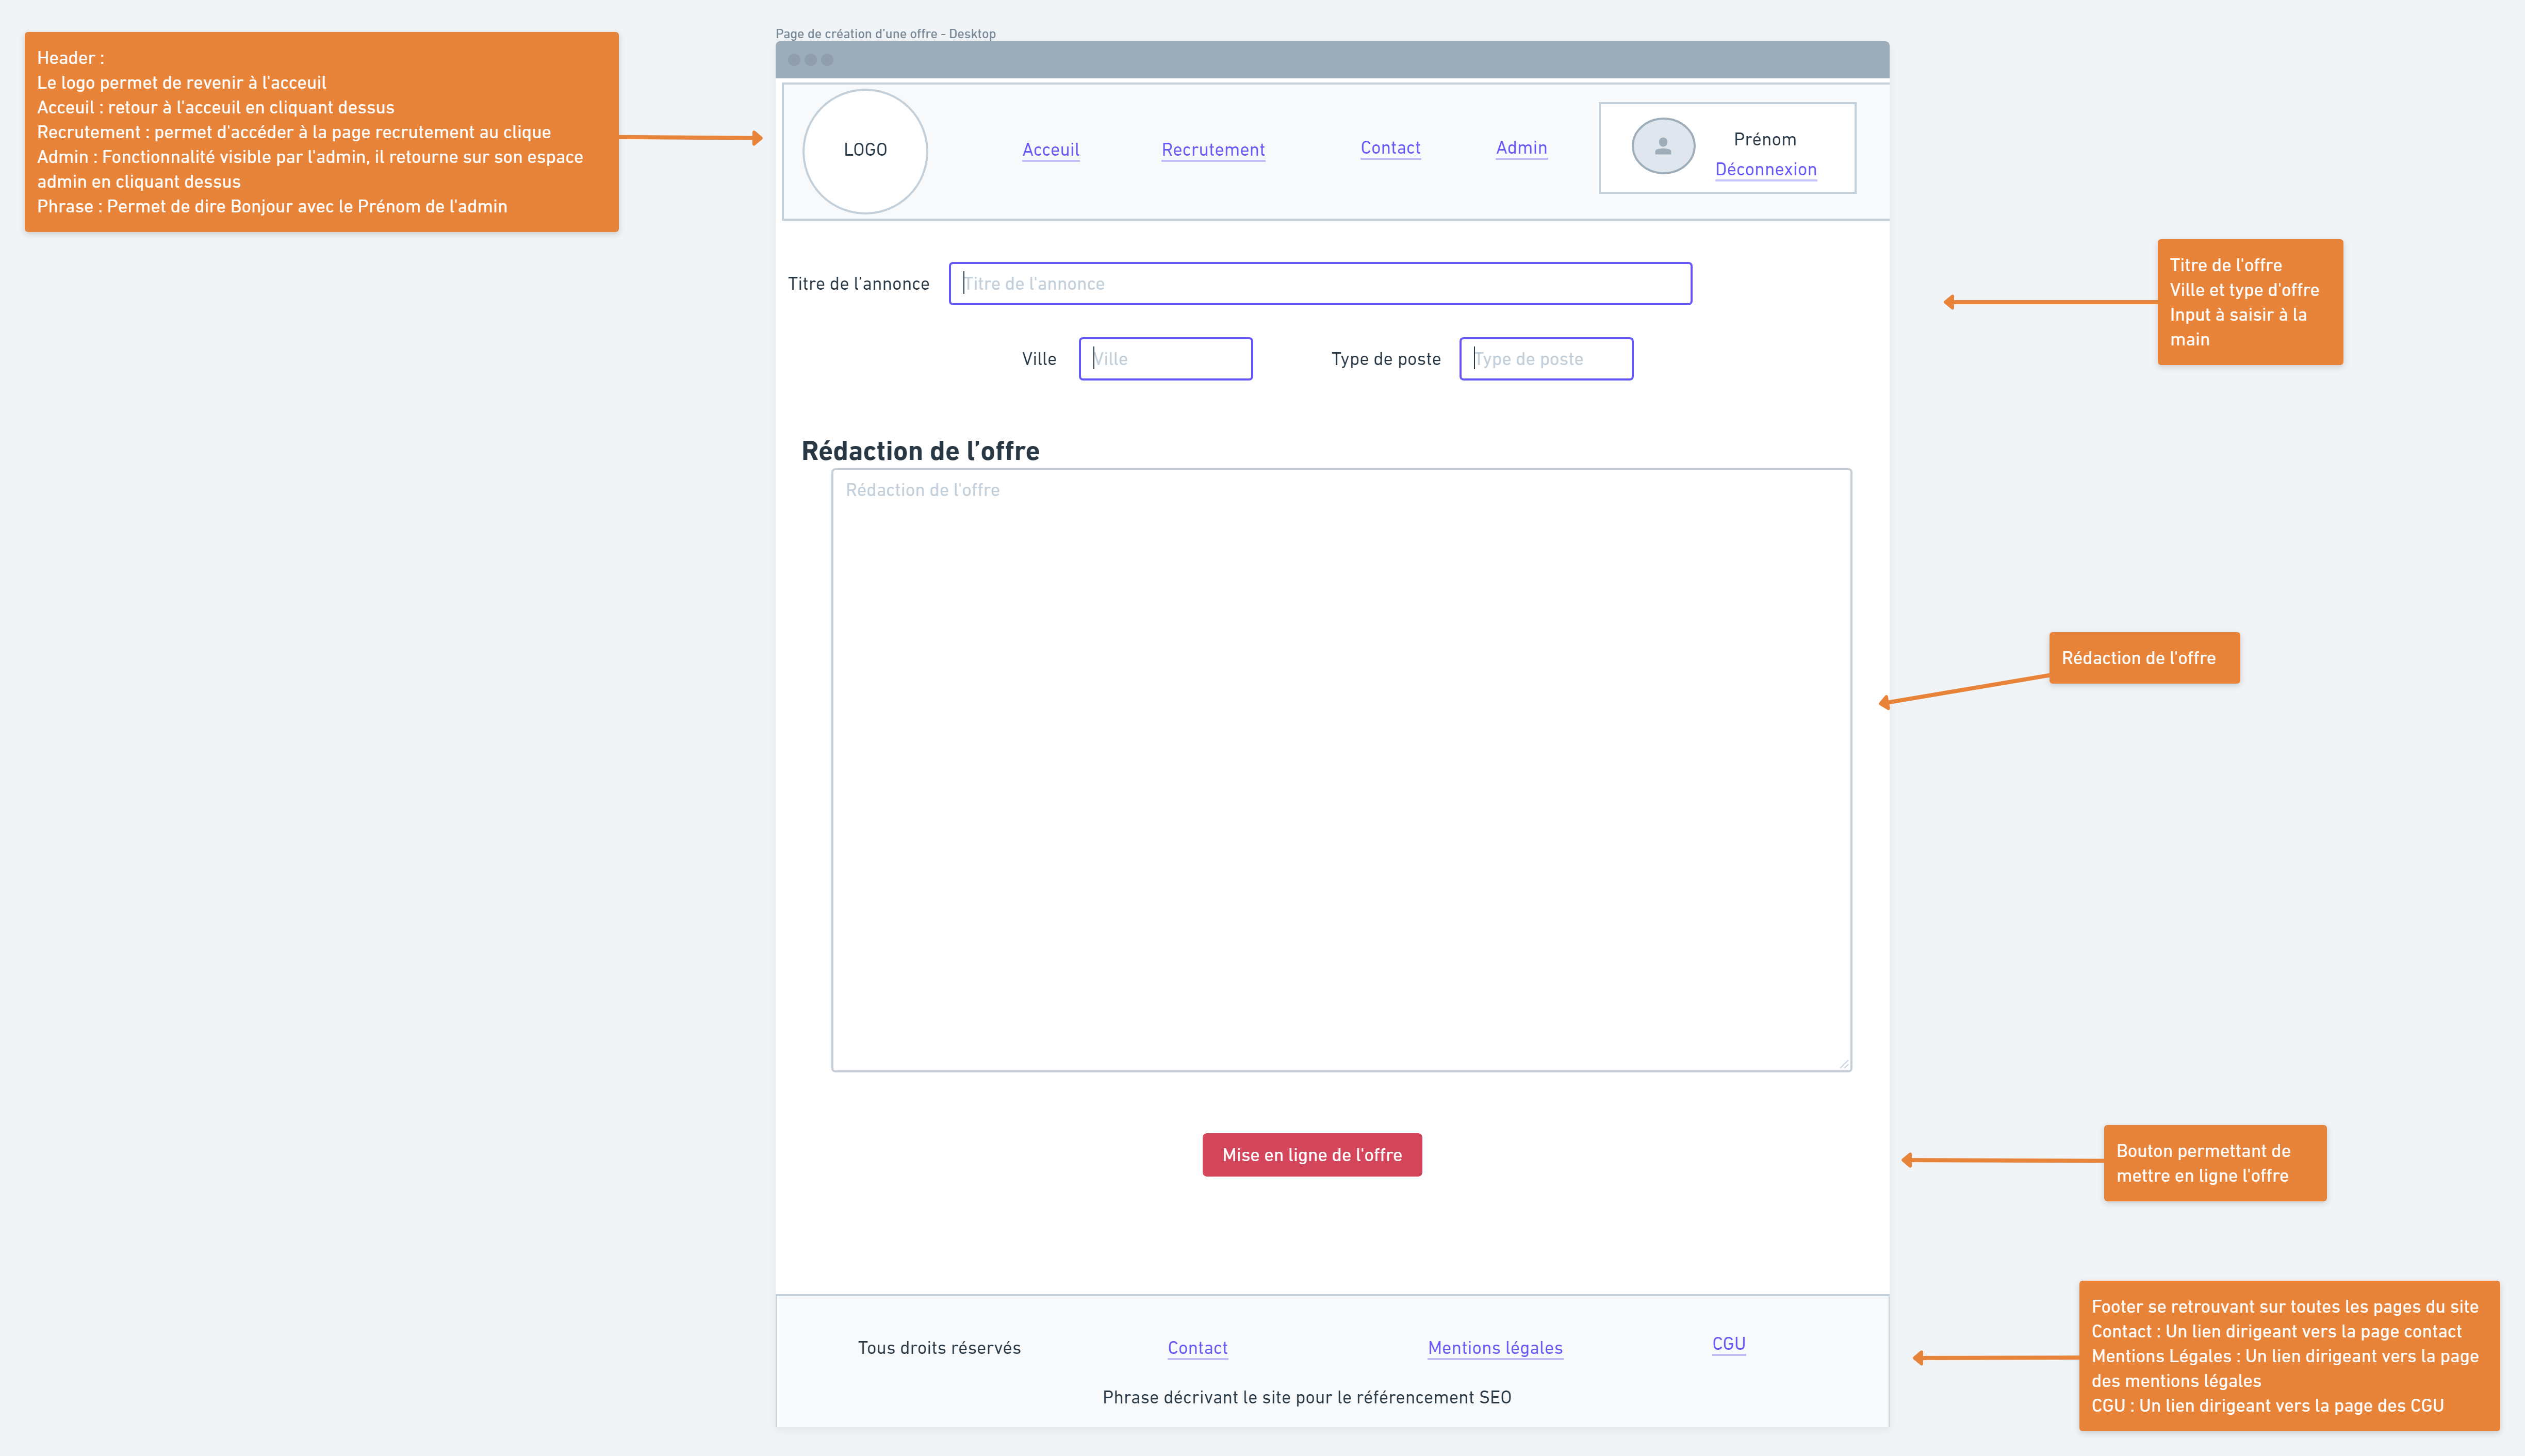 Page de création d’une offre - Desktop
Header :
Le logo permet de revenir à l'acceuil
Acceuil : retour à l'acceuil en cliquant dessus
Recrutement : permet d'accéder à la page recrutement au clique
Admin : Fonctionnalité visible par l'admin, il retourne sur son espace
admin en cliquant dessus
Phrase : Permet de dire Bonjour avec le Prénom de l'admin
LOGO
Acceuil
Recrutement
Contact
Admin
Prénom
Déconnexion
Titre de l’annonce
Titre de l'annonce
Ville
Ville
Type de poste
Type de poste
Titre de l'offre
Ville et type d'offre
Input à saisir à la
main
Rédaction de l’offre
Rédaction de l'offre
Rédaction de l'offre
Mise en ligne de l'offre
Bouton permettant de
mettre en ligne l'offre
Tous droits réservés
Contact
Mentions légales
CGU
Phrase décrivant le site pour le référencement SEO
Footer se retrouvant sur toutes les pages du site
Contact : Un lien dirigeant vers la page contact
Mentions Légales : Un lien dirigeant vers la page
des mentions légales
CGU : Un lien dirigeant vers la page des CGU